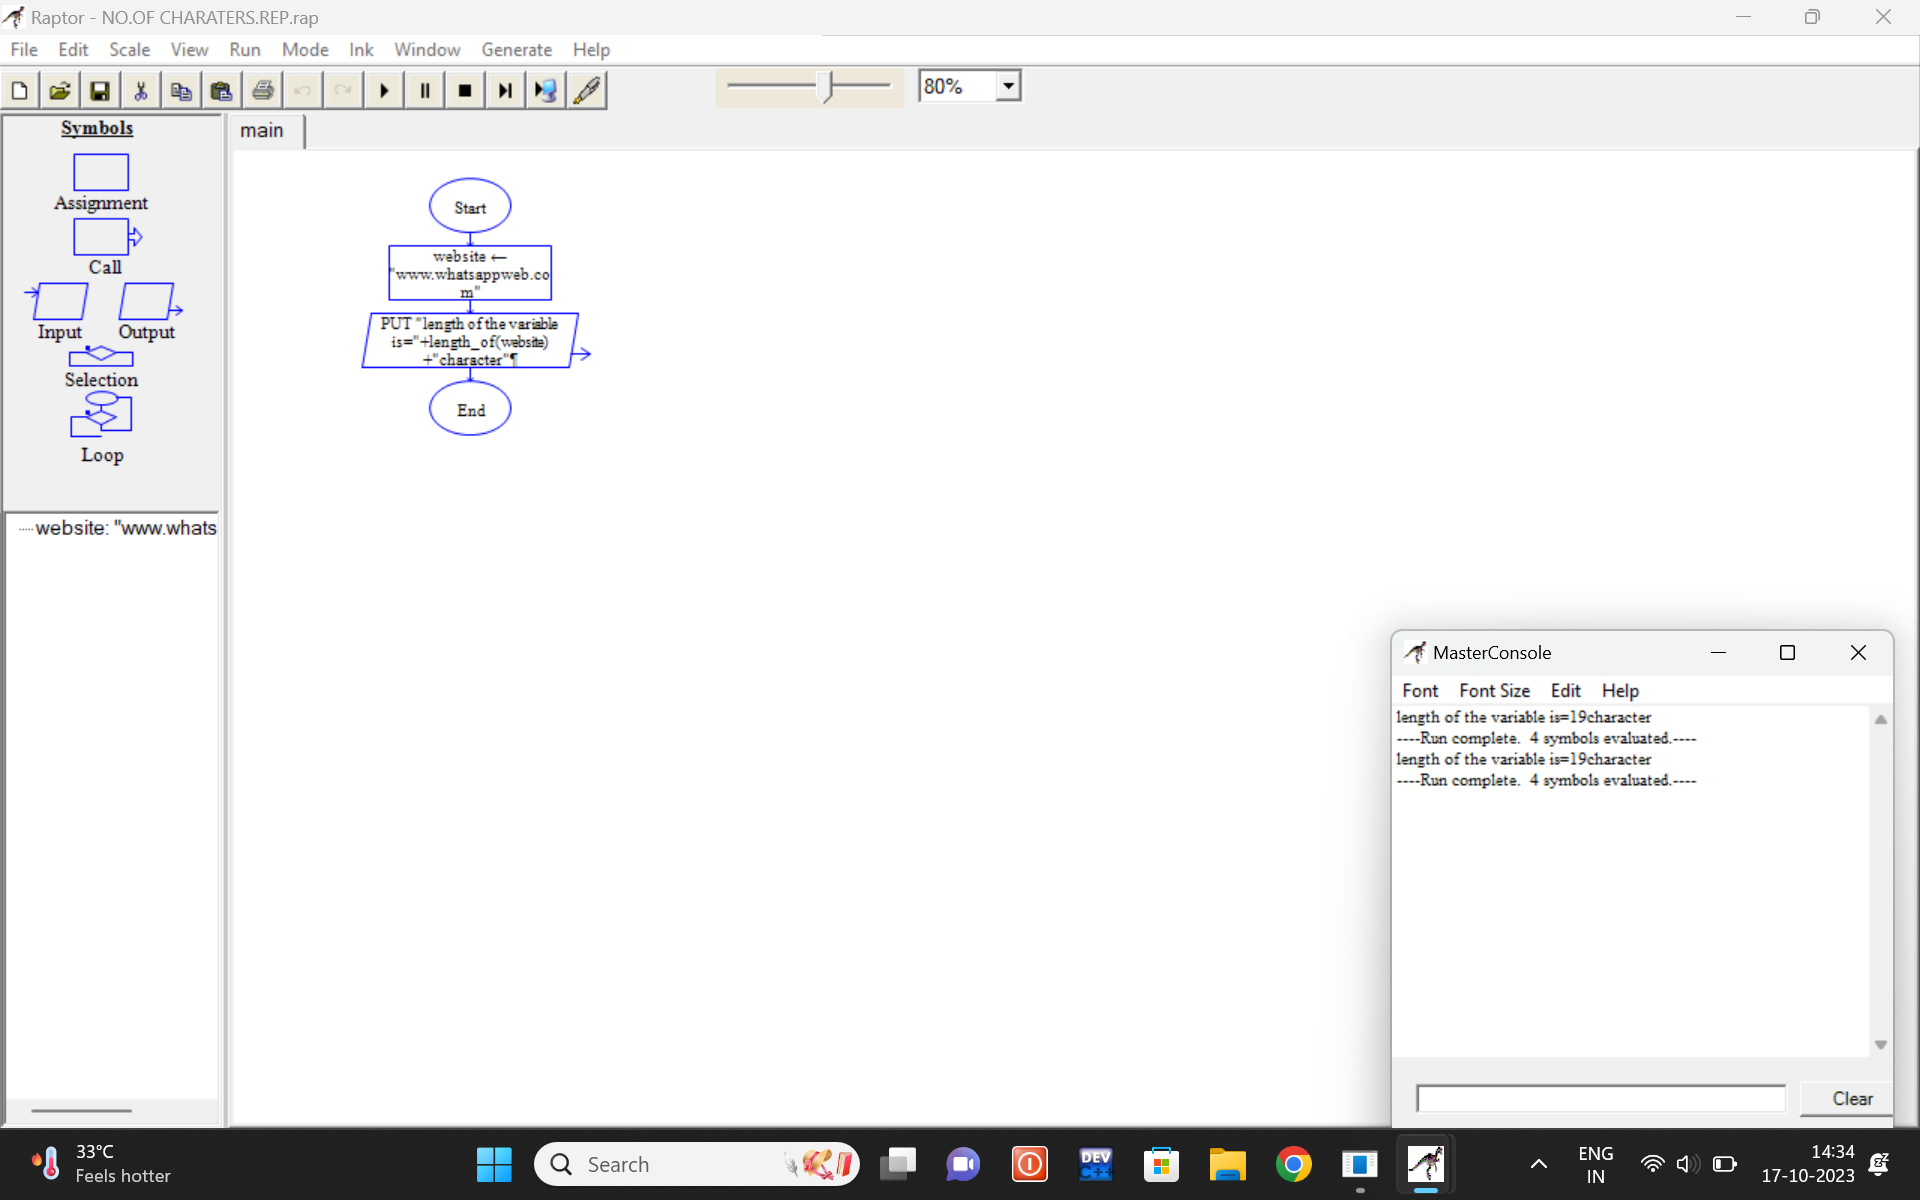 Raptor - NO.OF CHARATERS.REP.rap
File Edit Scale View Run Mode Ink Window Generate Help
80%
Symbols
Assignment
Call
Input Output
Selection
Loop
website: "www.whats
main
Start
website ←
"www.whatsappweb.co
m"
PUT "length of the variable
is="+length_of(website)
+"character"¶
End
MasterConsole
Font Font Size Edit Help
length of the variable is=19character
----Run complete.  4 symbols evaluated.----
length of the variable is=19character
----Run complete.  4 symbols evaluated.----
Clear
33°C
Feels hotter
Search
DEV
C++
ENG
IN
14:34
17-10-2023